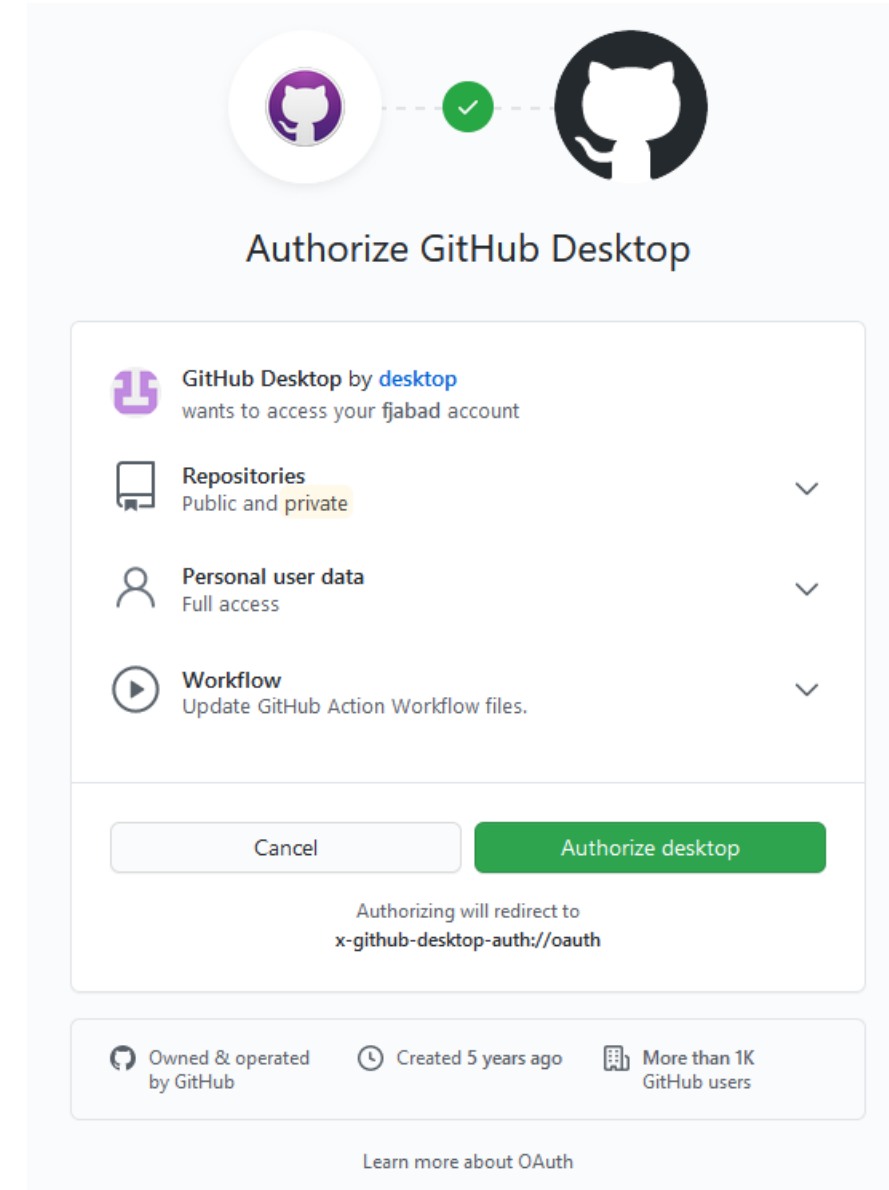 Authorize GitHub Desktop
GitHub Desktop by desktop
wants to access your fjabad account
Repositories
Public and private
Personal user data
Full access
Workflow
Update GitHub Action Workflow files.
Cancel
Authorize desktop
Authorizing will redirect to
x-github-desktop-auth://oauth
Owned & operated
by GitHub
Created 5 years ago
More than 1K
GitHub users
Learn more about OAuth